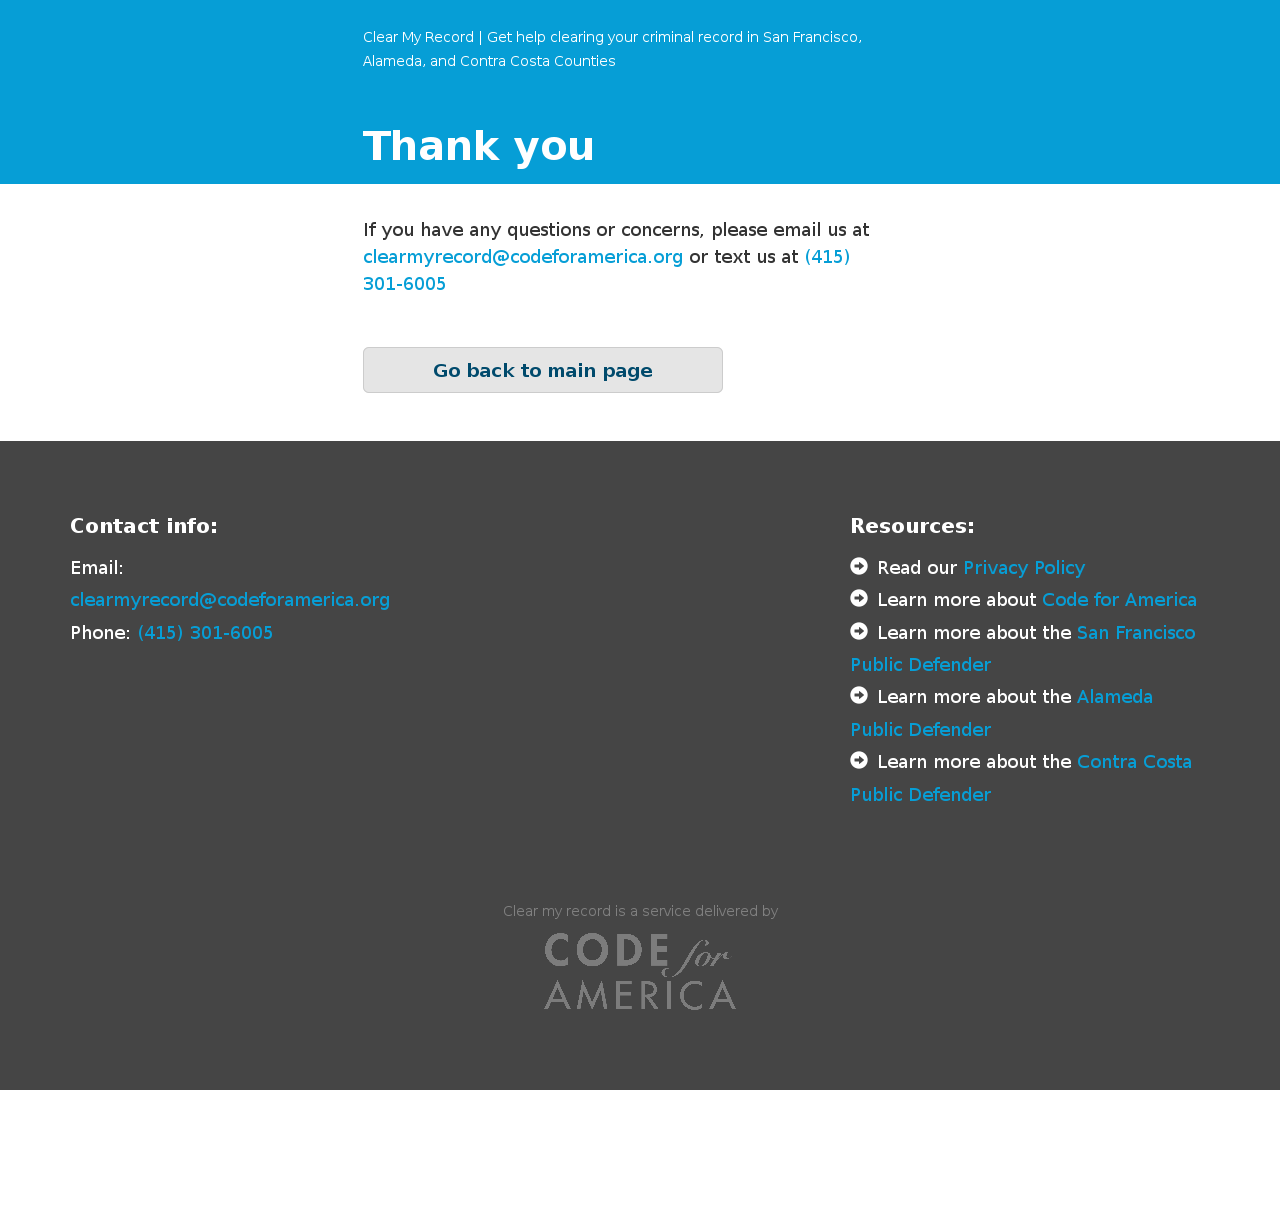 Clear My Record | Get help clearing your criminal record in San Francisco,
Alameda, and Contra Costa Counties
Thank you
If you have any questions or concerns, please email us at
clearmyrecord@codeforamerica.org or text us at (415)
301-6005
Go back to main page
Contact info:
Email:
clearmyrecord@codeforamerica.org
Phone: (415) 301-6005
Resources:
Read our Privacy Policy
Learn more about Code for America
Learn more about the San Francisco
Public Defender
Learn more about the Alameda
Public Defender
Learn more about the Contra Costa
Public Defender
Clear my record is a service delivered by
CODE for
AMERICA